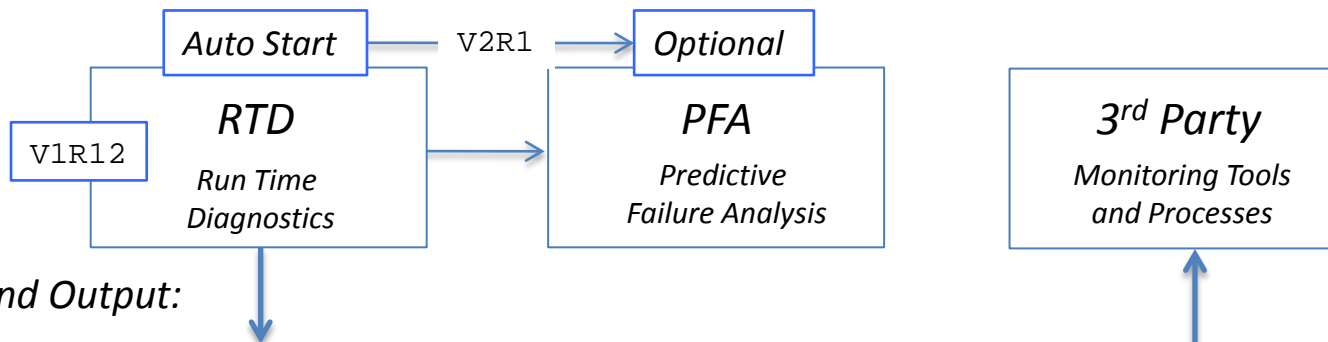 Auto Start
V2R1
Optional
RTD
PFA
3rd Party
V1R12
Run Time
Diagnostics
Predictive
Failure Analysis
Monitoring Tools
and Processes
nd Output: